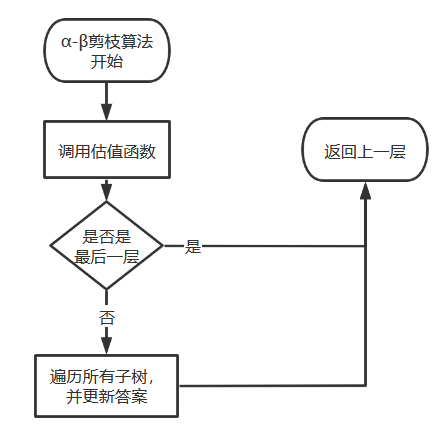 α-β剪枝算法
开始
调用估值函数
返回上一层
是否是
最后一层
是
否
遍历所有子树，
并更新答案